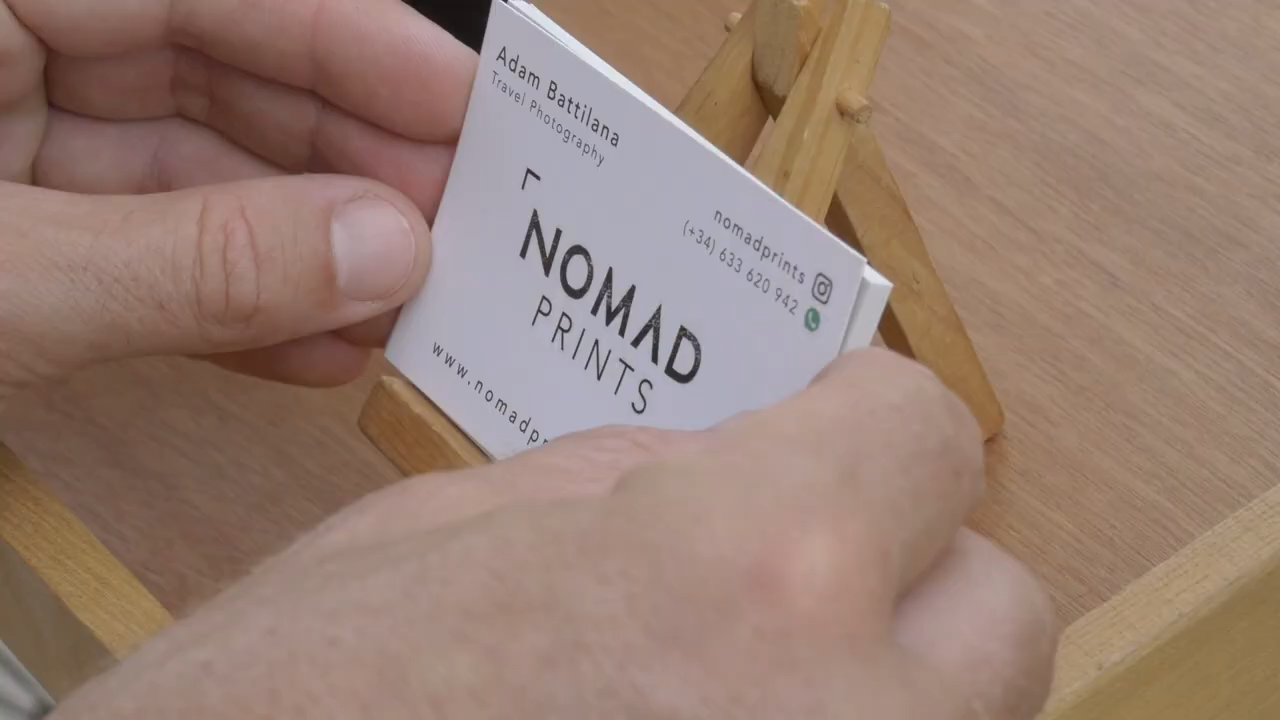 Adam Battilana
Travel Photography
nomadprints
(+34) 633 620 942
NOMAD
PRINTS
www.nomadpr